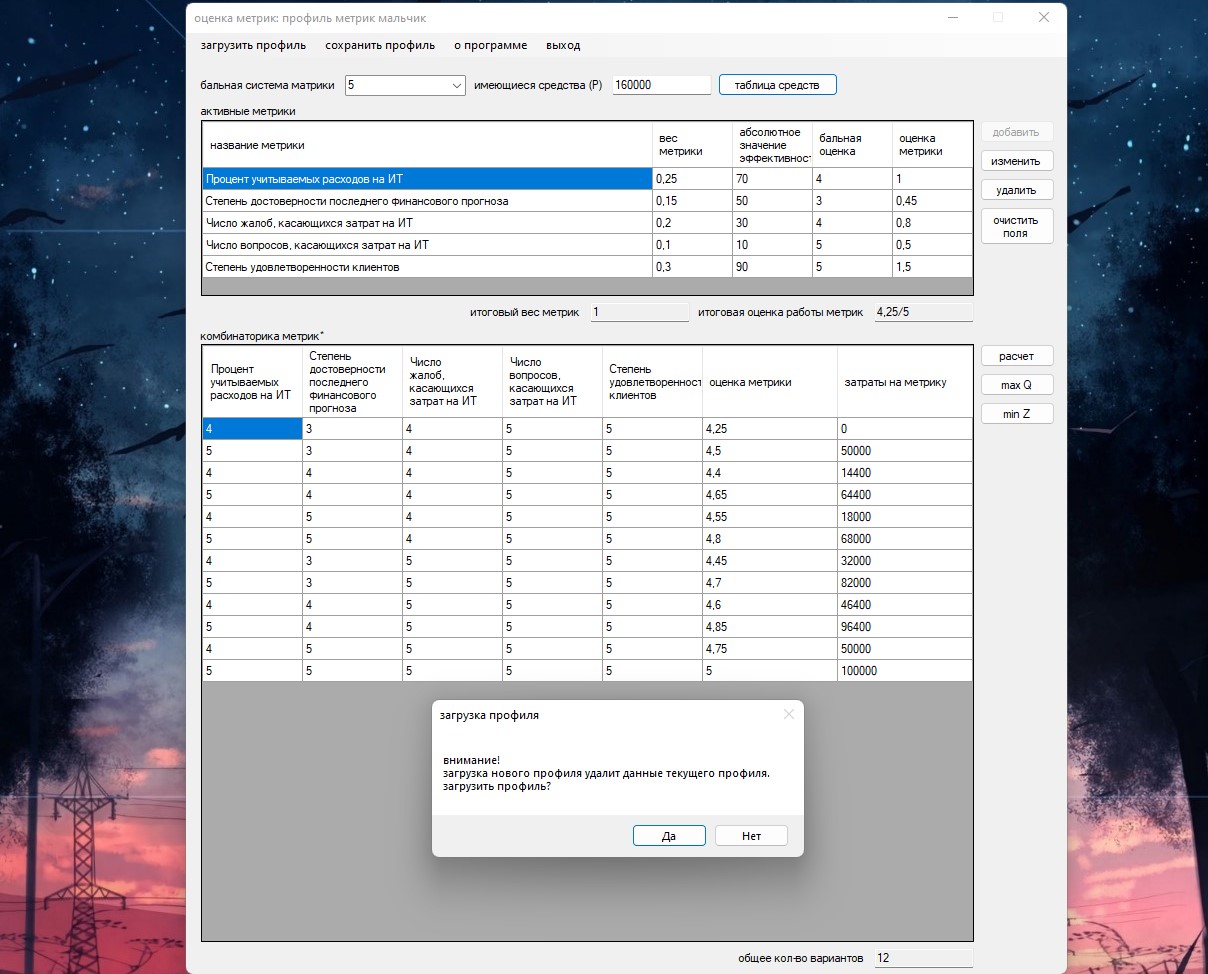 оценка метрик: профиль метрик мальчик
загрузить профиль сохранить профиль о программе выход
бальная система матрики 5 имеющиеся средства (Р) 160000 таблица средств
активные метрики
название метрики вес метрики абсолютное значение эффективност бальная оценка оценка метрики
Процент учитываемых расходов на ИТ 0,25 70 4 1
Степень достоверности последнего финансового прогноза 0,15 50 3 0,45
Число жалоб, касающихся затрат на ИТ 0,2 30 4 0,8
Число вопросов, касающихся затрат на ИТ 0,1 10 5 0,5
Степень удовлетворенности клиентов 0,3 90 5 1,5
добавить
изменить
удалить
очистить
поля
итоговый вес метрик 1 итоговая оценка работы метрик 4,25/5
комбинаторика метрик*
Процент учитываемых расходов на ИТ Степень достоверности последнего финансового прогноза Число жалоб, касающихся затрат на ИТ Число вопросов, касающихся затрат на ИТ Степень удовлетворенност клиентов оценка метрики затраты на метрику
4 3 4 5 5 4,25 0
5 3 4 5 5 4,5 50000
4 4 4 5 5 4,4 14400
5 4 4 5 5 4,65 64400
4 5 4 5 5 4,55 18000
5 5 4 5 5 4,8 68000
4 3 5 5 5 4,45 32000
5 3 5 5 5 4,7 82000
4 4 5 5 5 4,6 46400
5 4 5 5 5 4,85 96400
4 5 5 5 5 4,75 50000
5 5 5 5 5 5 100000
расчет
max Q
min Z
загрузка профиля
внимание!
загрузка нового профиля удалит данные текущего профиля.
загрузить профиль?
Да Нет
общее кол-во вариантов 12